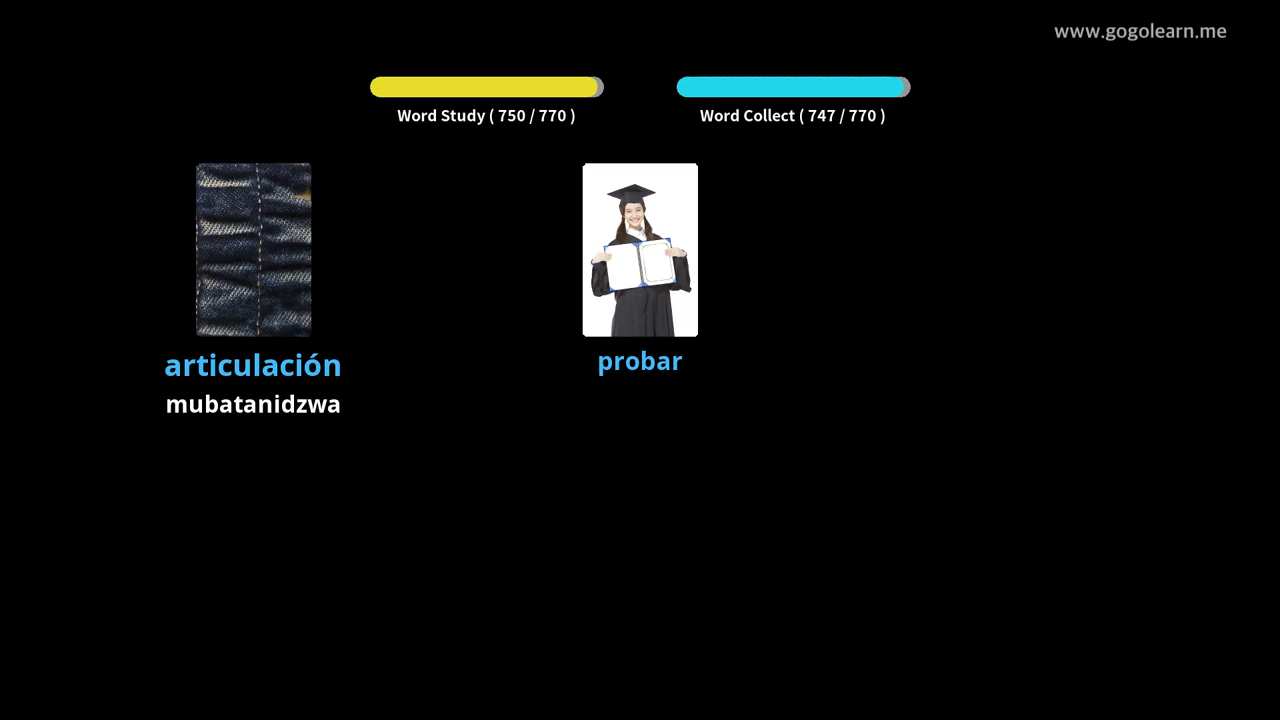 www.gogolearn.me
Word Study ( 750 / 770 )
Word Collect ( 747 / 770 )
articulación
mubatanidzwa
probar